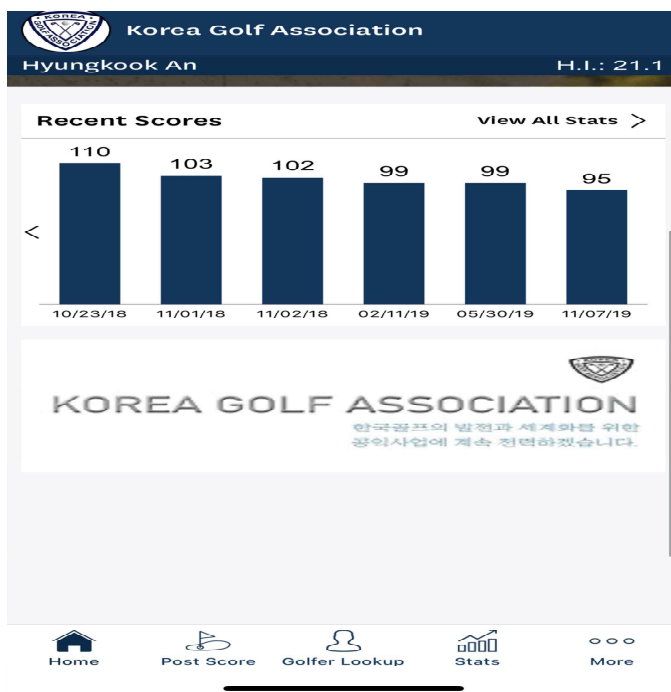 KOREA
GOLF ASSOCIATION
Korea Golf Association
Hyungkook An H.I.: 21.1
Recent Scores View All Stats >
110 103 102 99 99 95
<
10/23/18 11/01/18 11/02/18 02/11/19 05/30/19 11/07/19
KOREA GOLF ASSOCIATION
한국골프의 발전과 세계화를 위한
공익사업에 계속 전력하겠습니다.
Home Post Score Golfer Lookup Stats More